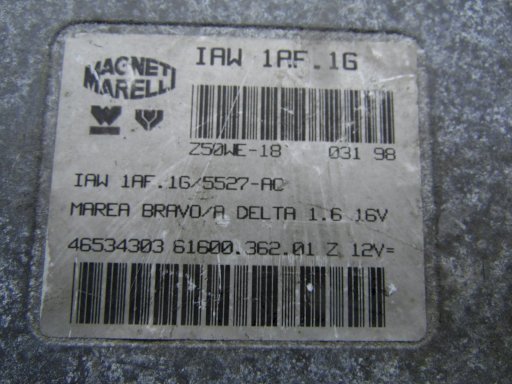 MAGNETI
MARELLI
IAW 1AF.1G
Z50WE-18 031 98
IAW 1AF.1G/5527-AC
MAREA BRAVO/A DELTA 1.6 16V
46534303 61600.362.01 Z 12V=